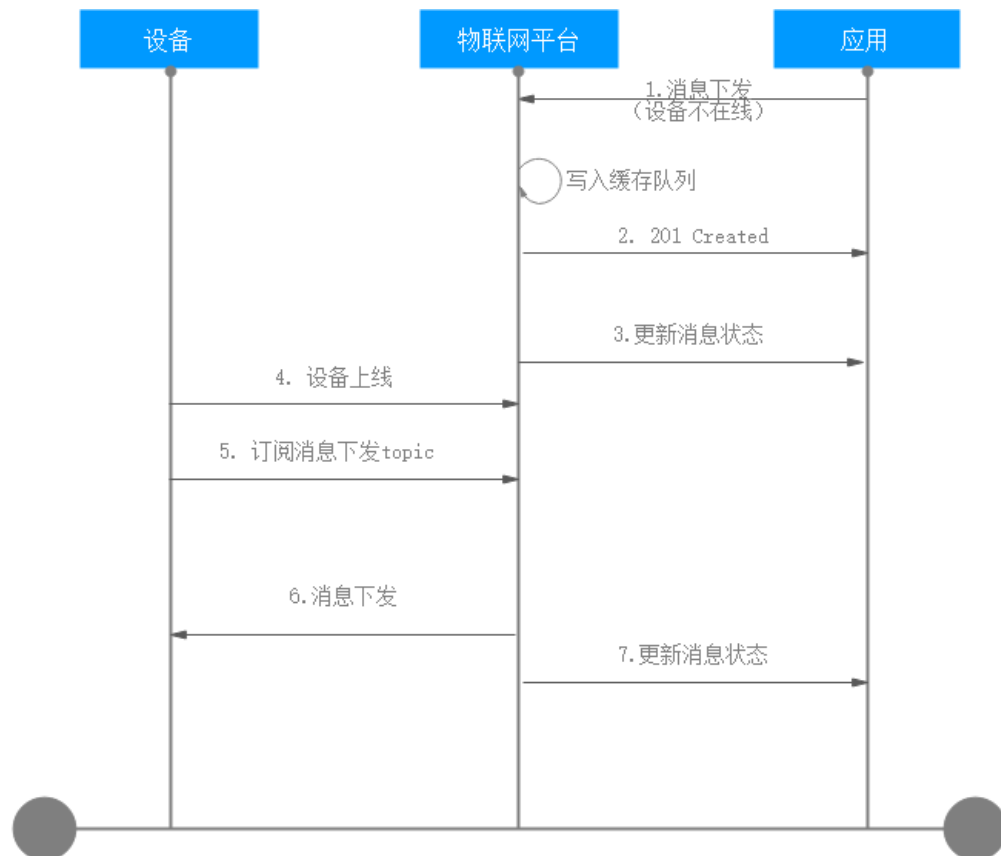 设备
物联网平台
应用
1.消息下发
（设备不在线）
写入缓存队列
2. 201 Created
3.更新消息状态
4. 设备上线
5. 订阅消息下发topic
6.消息下发
7.更新消息状态